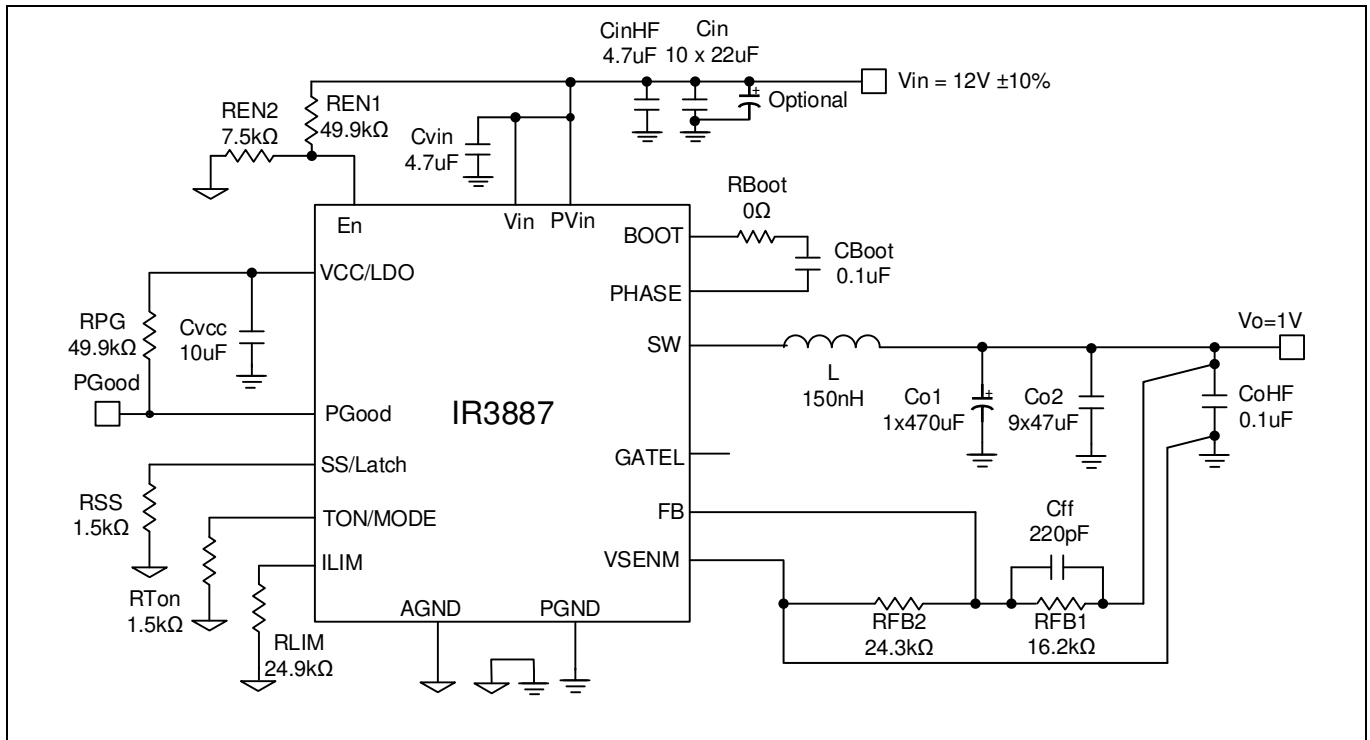 CinHF
4.7uF
Cin
10 x 22uF
Vin = 12V ±10%
+
Optional
REN2
7.5kΩ
REN1
49.9kΩ
Cvin
4.7uF
RBoot
0Ω
En
Vin
PVin
BOOT
CBoot
0.1uF
VCC/LDO
PHASE
RPG
49.9kΩ
Cvcc
10uF
Vo=1V
SW
L
150nH
PGood
Co1
1x470uF
+
Co2
9x47uF
CoHF
0.1uF
PGood
IR3887
GATEL
SS/Latch
RSS
1.5kΩ
FB
Cff
220pF
TON/MODE
VSENM
ILIM
RTon
1.5kΩ
AGND
PGND
RLIM
24.9kΩ
RFB2
24.3kΩ
RFB1
16.2kΩ